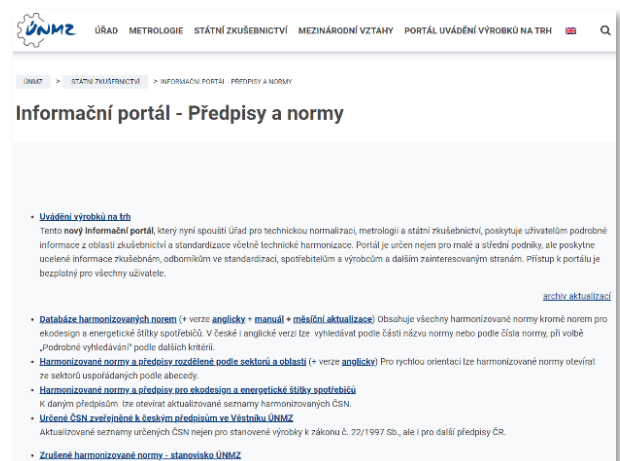 ÚNMZ
ÚŘAD METROLOGIE STÁTNÍ ZKUŠEBNICTVÍ MEZINÁRODNÍ VZTAHY PORTÁL UVÁDĚNÍ VÝROBKŮ NA TRH
ÚNMZ > STÁTNÍ ZKUŠEBNICTVÍ > INFORMAČNÍ PORTÁL - PŘEDPISY A NORMY
Informační portál - Předpisy a normy
• Uvádění výrobků na trh
Tento nový informační portál, který nyní spouští Úřad pro technickou normalizaci, metrologii a státní zkušebnictví, poskytuje uživatelům podrobné
informace z oblasti zkušebnictví a standardizace včetně technické harmonizace. Portál je určen nejen pro malé a střední podniky, ale poskytne
ucelené informace zkušebnám, odborníkům ve standardizaci, spotřebitelům a výrobcům a dalším zainteresovaným stranám. Přístup k portálu je
bezplatný pro všechny uživatele.
archiv aktualizací
• Databáze harmonizovaných norem (+ verze anglicky + manuál + měsíční aktualizace) Obsahuje všechny harmonizované normy kromě norem pro
ekodesign a energetické štítky spotřebičů. V české i anglické verzi lze vyhledávat podle části názvu normy nebo podle čísla normy, při volbě
„Podrobné vyhledávání" podle dalších kritérií.
• Harmonizované normy a předpisy rozdělené podle sektorů a oblastí (+ verze anglicky) Pro rychlou orientaci lze harmonizované normy otevírat
ze sektorů uspořádaných podle abecedy.
• Harmonizované normy a předpisy pro ekodesign a energetické štítky spotřebičů
K daným předpisům lze otevírat aktualizované seznamy harmonizovaných ČSN.
• Určené ČSN zveřejněné k českým předpisům ve Věstníku ÚNMZ
Aktualizované seznamy určených ČSN nejen pro stanovené výrobky k zákonu č. 22/1997 Sb., ale i pro další předpisy ČR.
• Zrušené harmonizované normy - stanovisko ÚNMZ